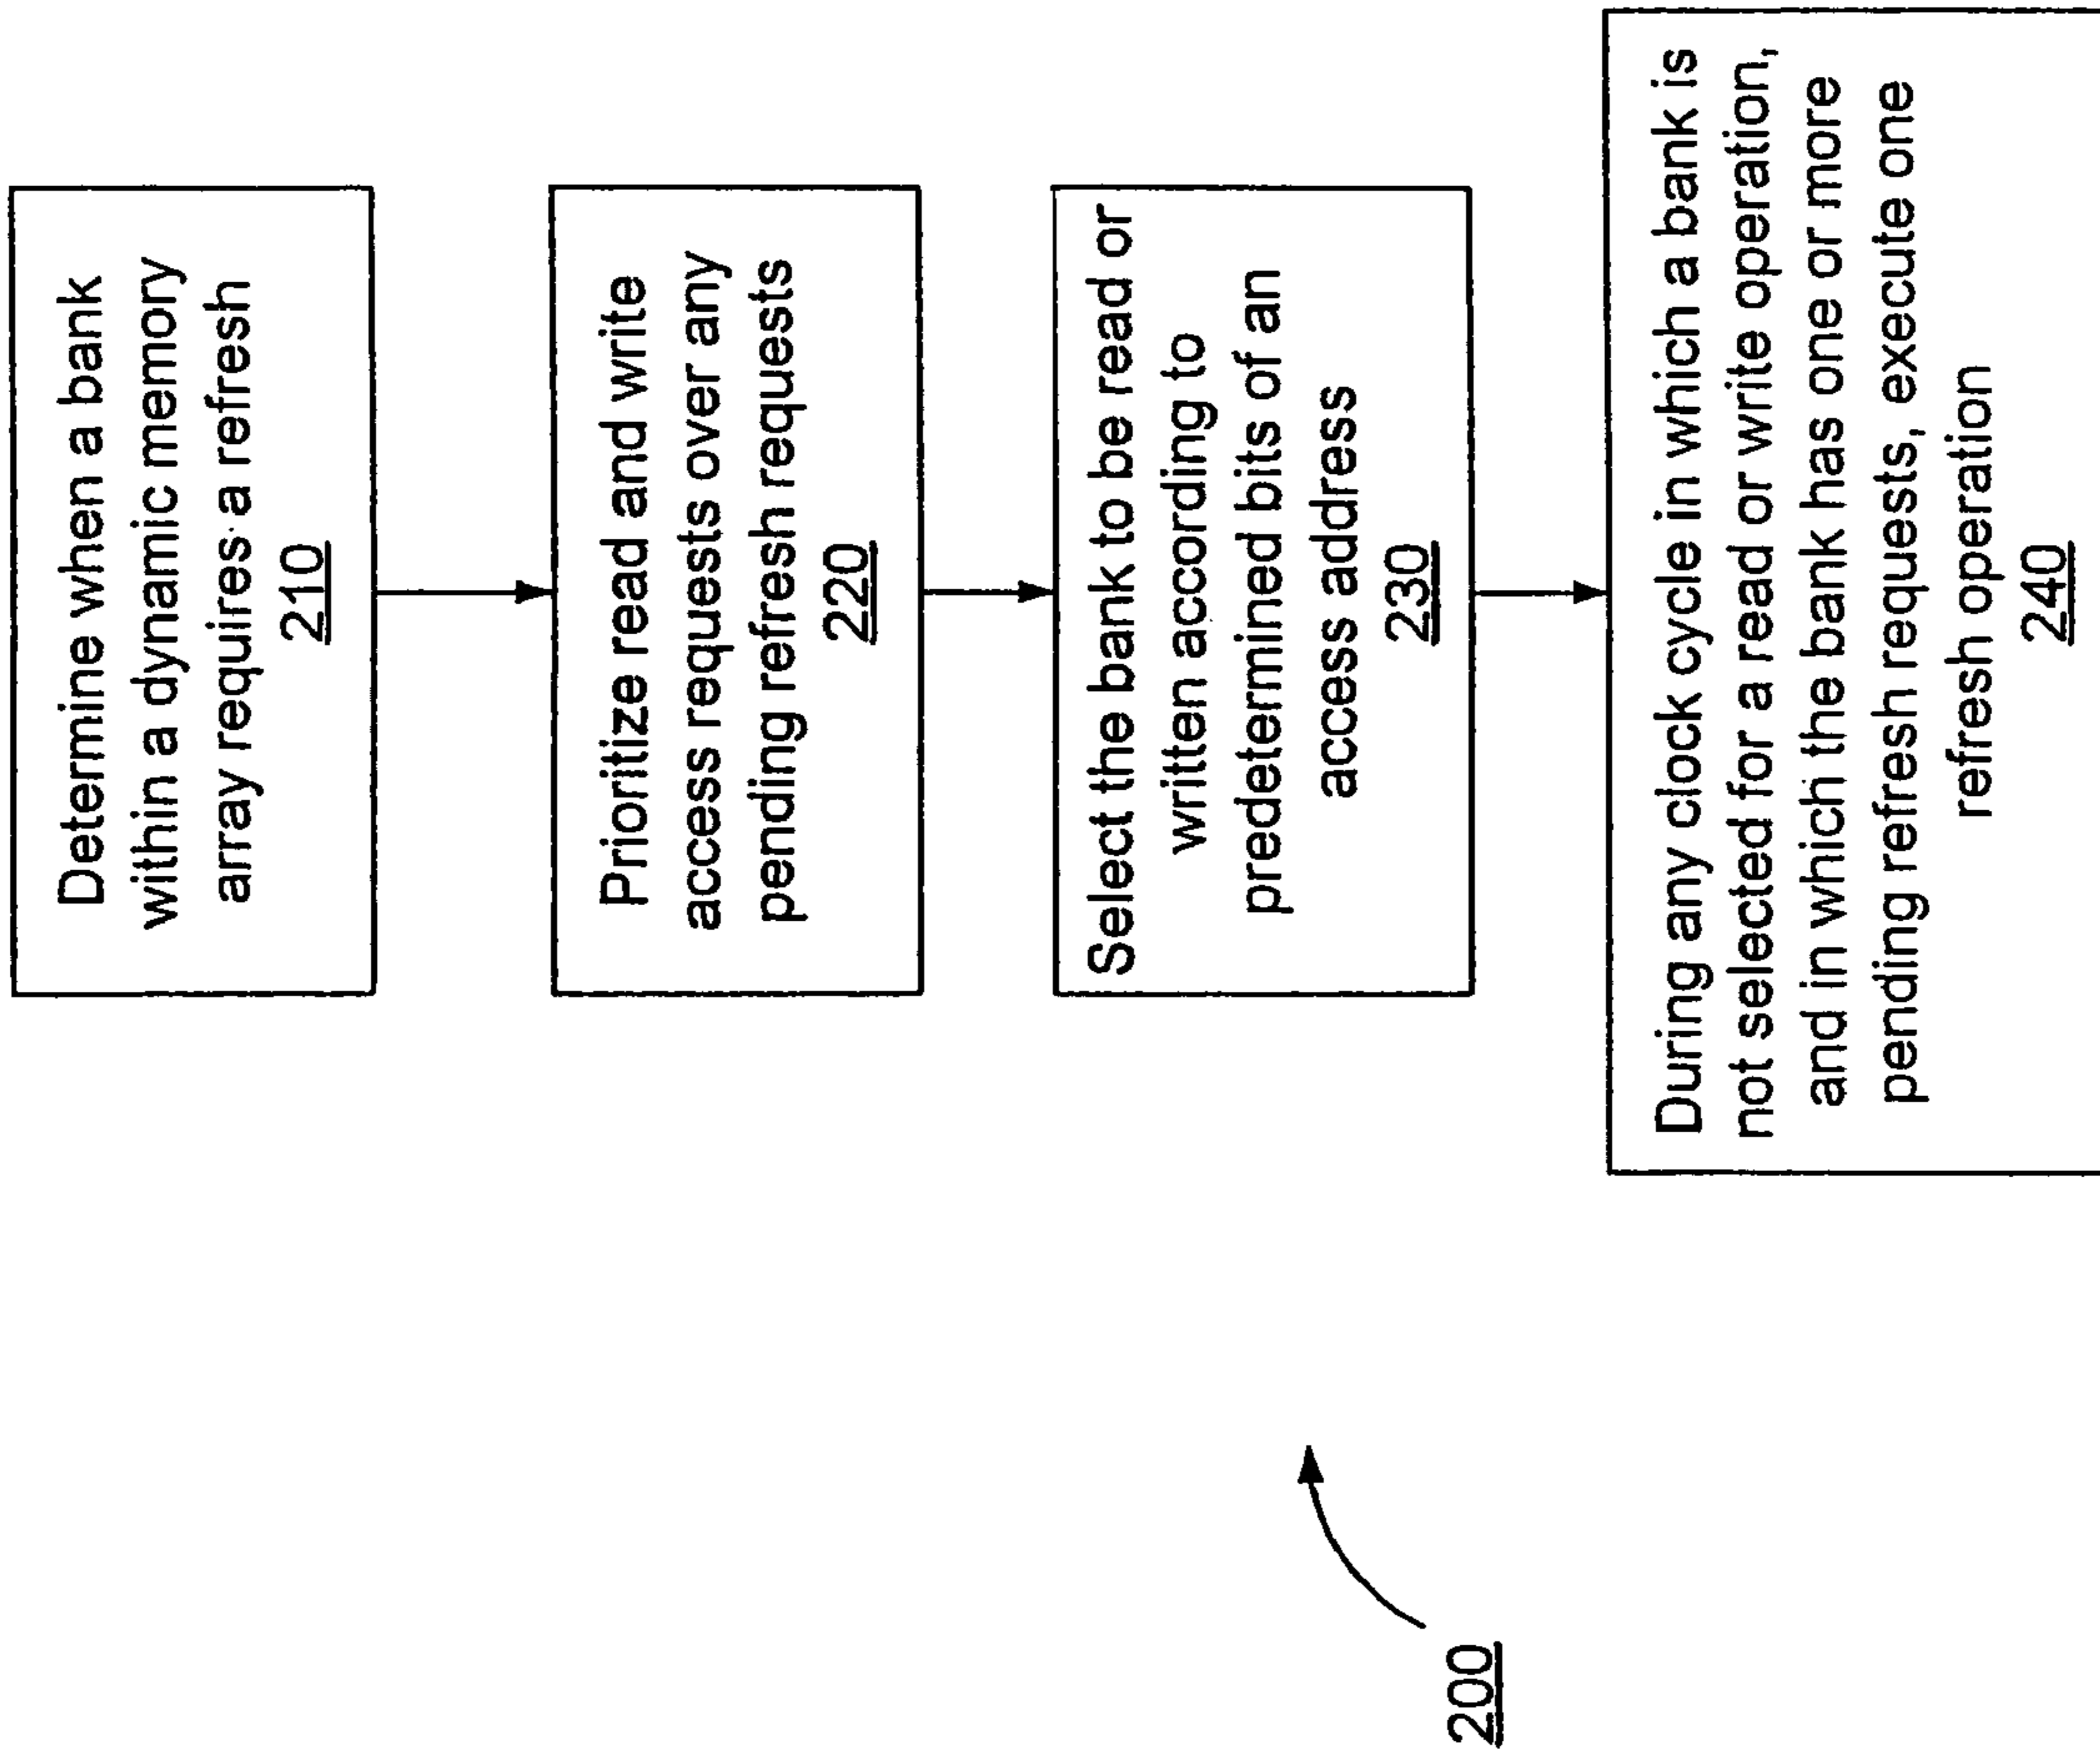 Determine when a bank
within a dynamic memory
array requires a refresh
210
Prioritize read and write
access requests over any
pending refresh requests
220
Select the bank to be read or
written according to
predetermined bits of an
access address
230
During any clock cycle in which a bank is
not selected for a read or write operation,
and in which the bank has one or more
pending refresh requests, execute one
refresh operation
240
200